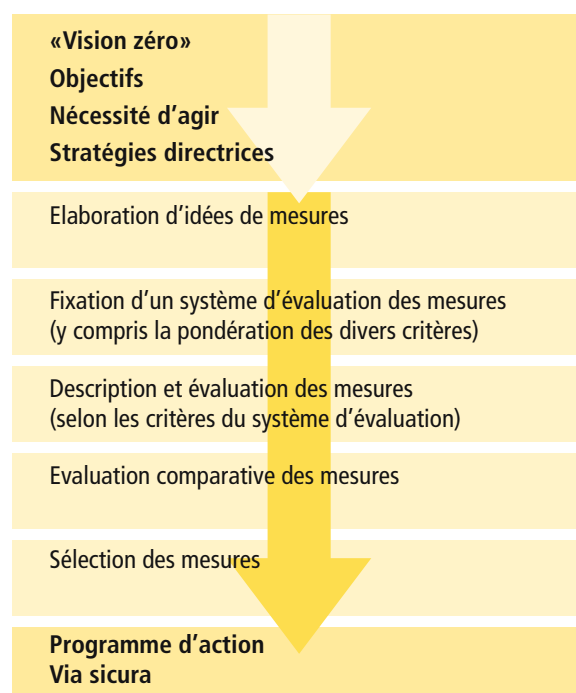 «Vision zéro»
Objectifs
Nécessité d’agir
Stratégies directrices
Elaboration d’idées de mesures
Fixation d’un système d’évaluation des mesures
(y compris la pondération des divers critères)
Description et évaluation des mesures
(selon les critères du système d’évaluation)
Evaluation comparative des mesures
Sélection des mesures
Programme d’action
Via sicura